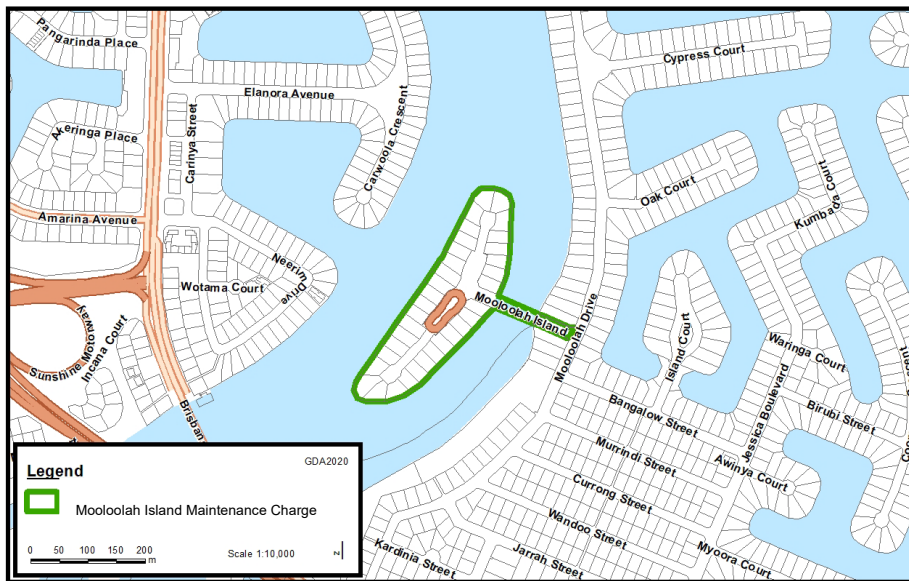 Pangarinda Place
Cypress Court
Elanora Avenue
Carwoola Crescent
Akeringa Place
Carinya Street
Oak Court
Kumbada Court
Amarina Avenue
Neerim Drive
Wotama Court
Mooloolah Island
Mooloolah Drive
Island Court
Sunshine Motorway
Incana Court
Waringa Court
Jessica Boulevard
Bangalow Street
Birubi Street
Brisban
Murrindi Street
Awinya Court
Currong Street
Wandoo Street
Myoora Court
Kardinia Street
Jarrah Street
Legend
GDA2020
Mooloolah Island Maintenance Charge
0 50 100 150 200
m
Scale 1:10,000
N